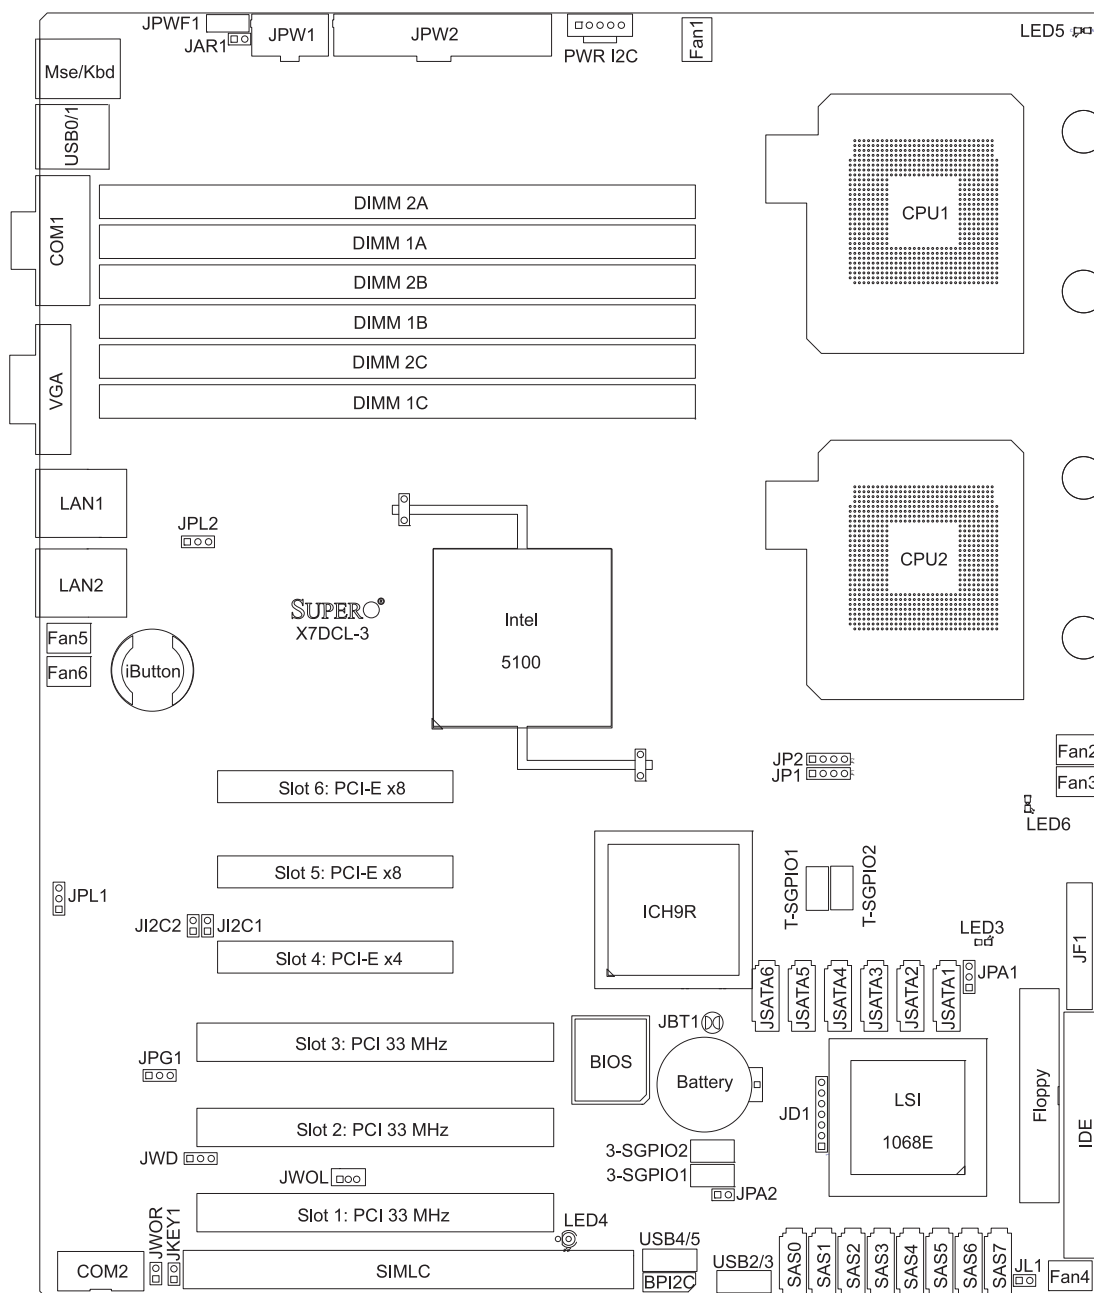 JPWF1
JAR1
JPW1
JPW2
PWR I2C
Fan1
LED5
Mse/Kbd
USB0/1
COM1
VGA
DIMM 2A
DIMM 1A
DIMM 2B
DIMM 1B
DIMM 2C
DIMM 1C
CPU1
CPU2
LAN1
LAN2
JPL2
Fan5
Fan6
iButton
SUPERO®
X7DCL-3
Intel
5100
JP2
JP1
Fan2
Fan3
LED6
Slot 6: PCI-E x8
Slot 5: PCI-E x8
Slot 4: PCI-E x4
JPL1
JI2C2
JI2C1
ICH9R
T-SGPIO1
T-SGPIO2
LED3
JPA1
JF1
JSATA6
JSATA5
JSATA4
JSATA3
JSATA2
JSATA1
Slot 3: PCI 33 MHz
JPG1
BIOS
JBT1
Battery
JD1
LSI
1068E
Floppy
IDE
Slot 2: PCI 33 MHz
JWD
JWOL
3-SGPIO2
3-SGPIO1
JPA2
Slot 1: PCI 33 MHz
LED4
JWOR
JKEY1
COM2
SIMLC
USB4/5
BPI2C
USB2/3
SAS0
SAS1
SAS2
SAS3
SAS4
SAS5
SAS6
SAS7
JL1
Fan4